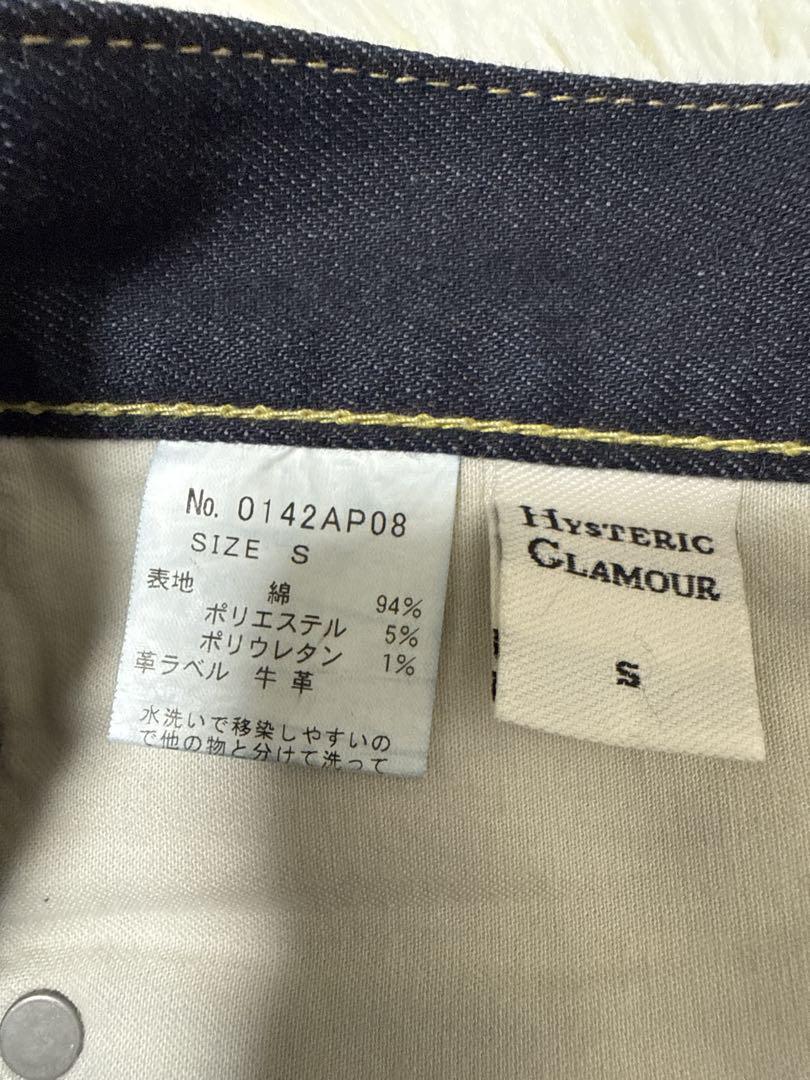 No. 0142AP08
SIZE S
表地 綿 94%
ポリエステル 5%
ポリウレタン 1%
革ラベル 牛革
水洗いで移染しやすいの
で他の物と分けて洗って
HYSTERIC
GLAMOUR
S